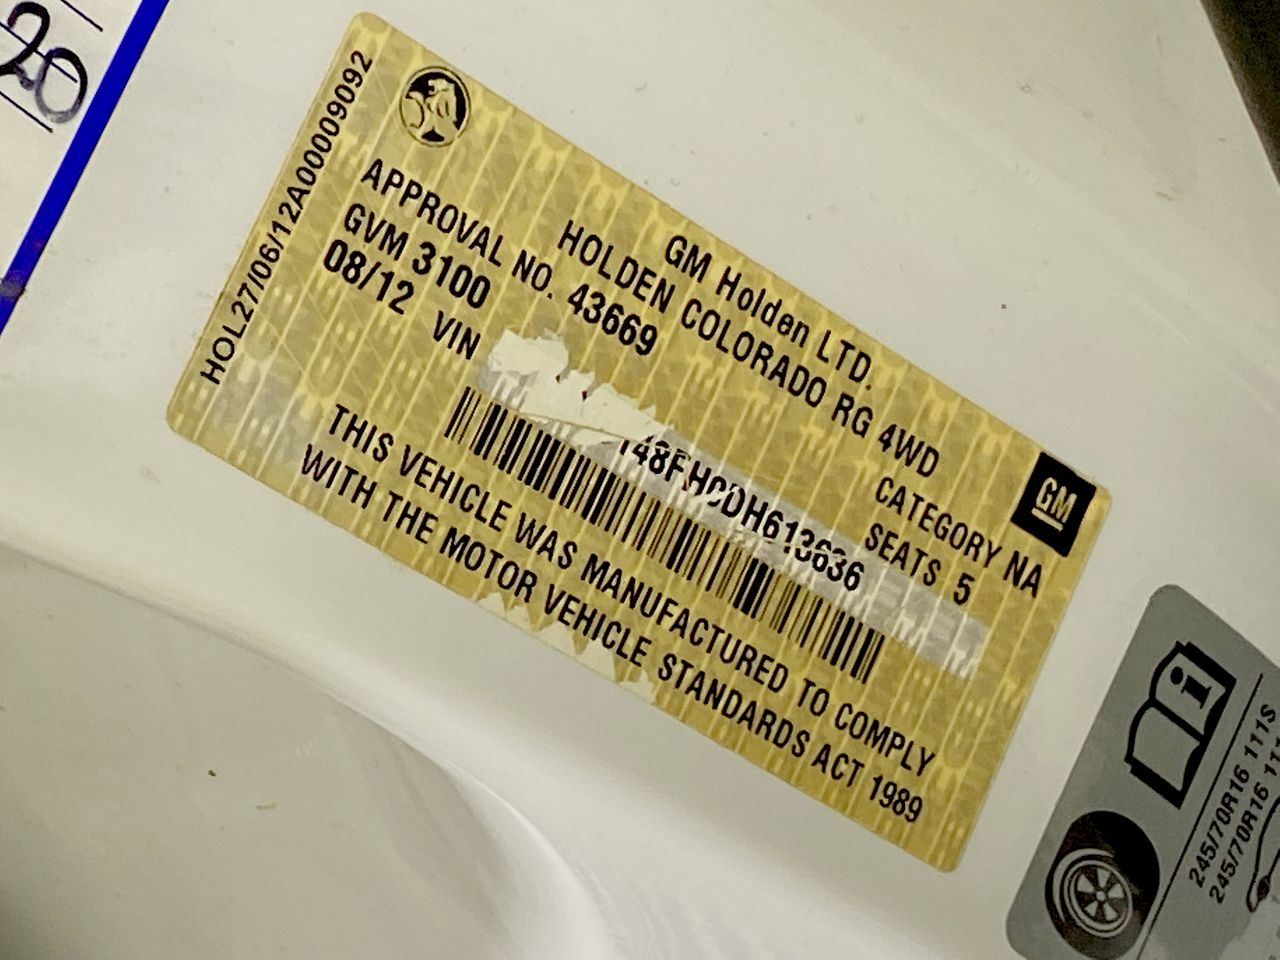 20
HOL27/06/12A00009092
GM Holden LTD.
HOLDEN COLORADO RG 4WD
APPROVAL NO. 43669
CATEGORY NA
GVM 3100
SEATS 5
08/12
VIN
THIS VEHICLE WAS MANUFACTURED TO COMPLY
WITH THE MOTOR VEHICLE STANDARDS ACT 1989
GM
i
245/70R16 111S
245/70R16